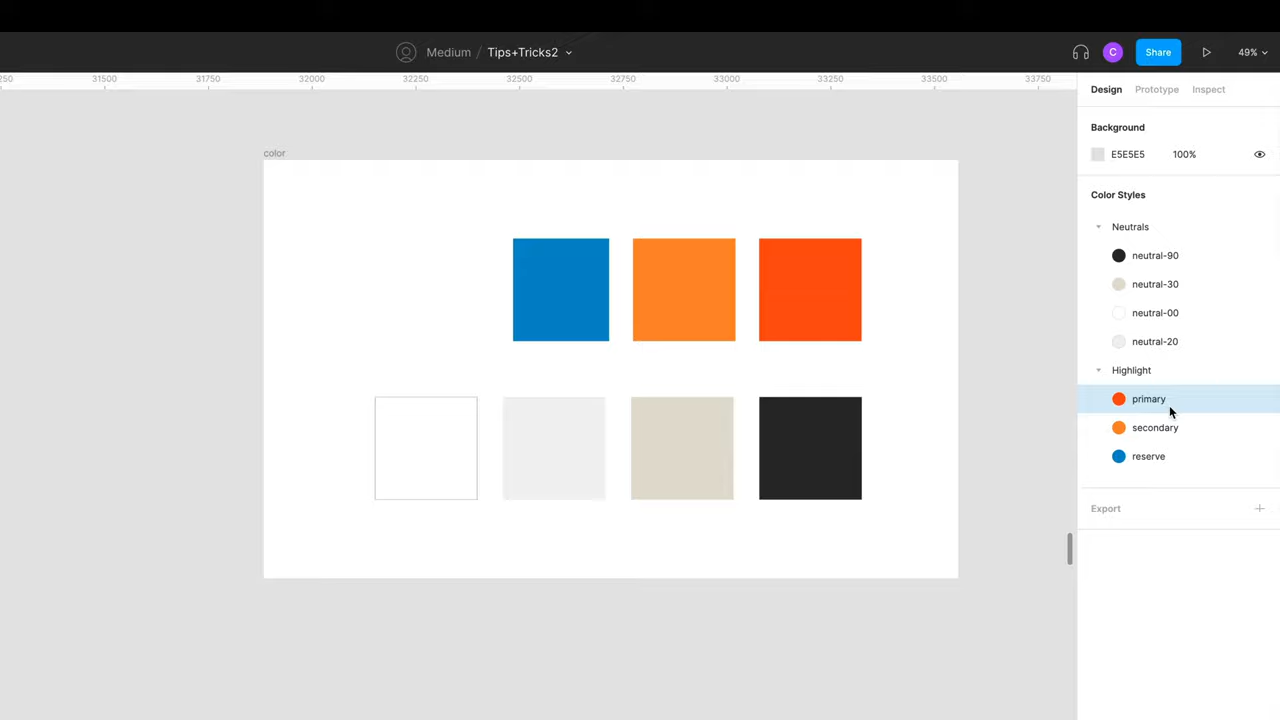 Medium / Tips+Tricks2
C
Share
49%
250 31500 31750 32000 32250 32500 32750 33000 33250 33500 33750
Design Prototype Inspect
Background
E5E5E5 100%
color
Color Styles
Neutrals
neutral-90
neutral-30
neutral-00
neutral-20
Highlight
primary
secondary
reserve
Export